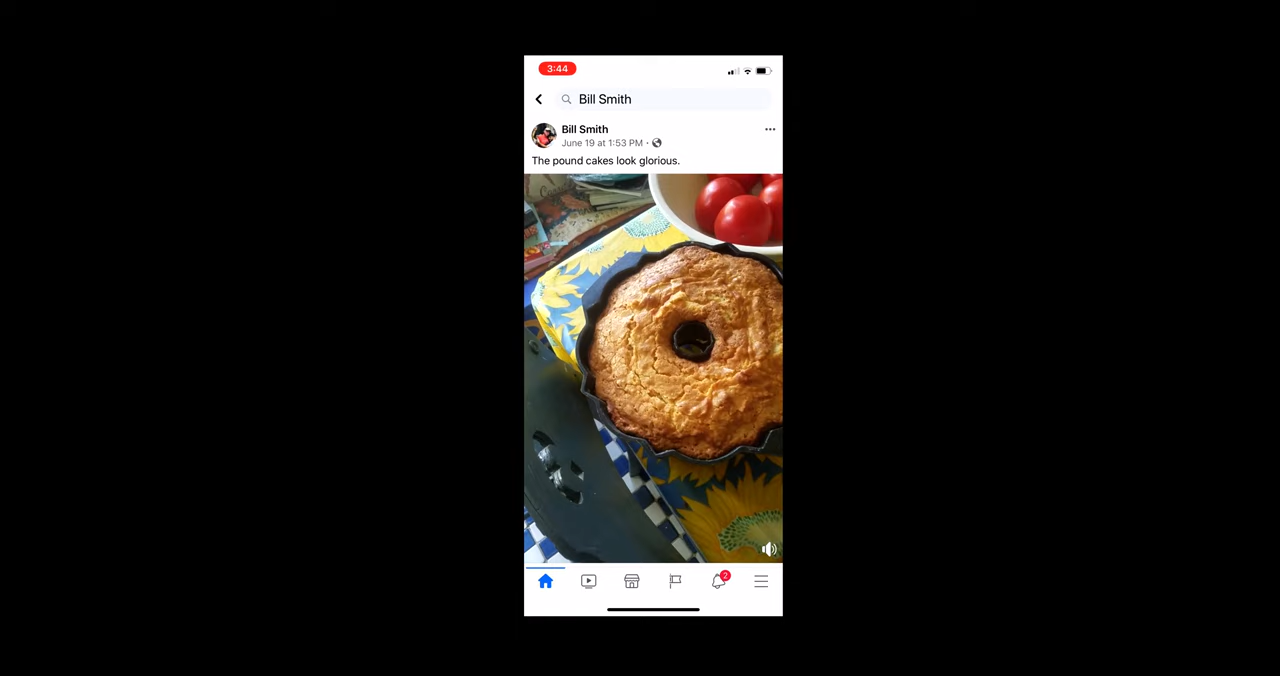 3:44
Bill Smith
Bill Smith
June 19 at 1:53 PM ·
The pound cakes look glorious.
2